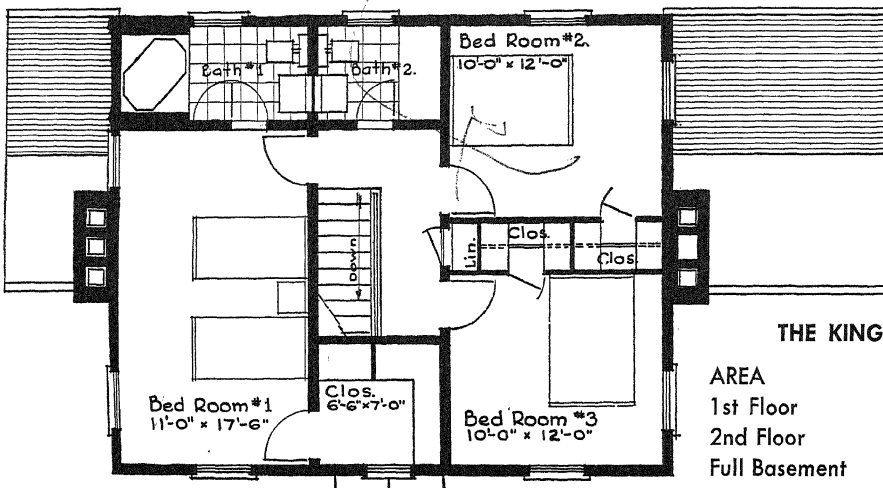 Bath #1
Bath #2.
Bed Room #2.
10'-0" x 12'-0"
Down
Lin.
Clos.
Clos.
THE KING
Bed Room #1
11'-0" x 17'-6"
Clos.
6'-6" x 7'-0"
Bed Room #3
10'-0" x 12'-0"
AREA
1st Floor
2nd Floor
Full Basement